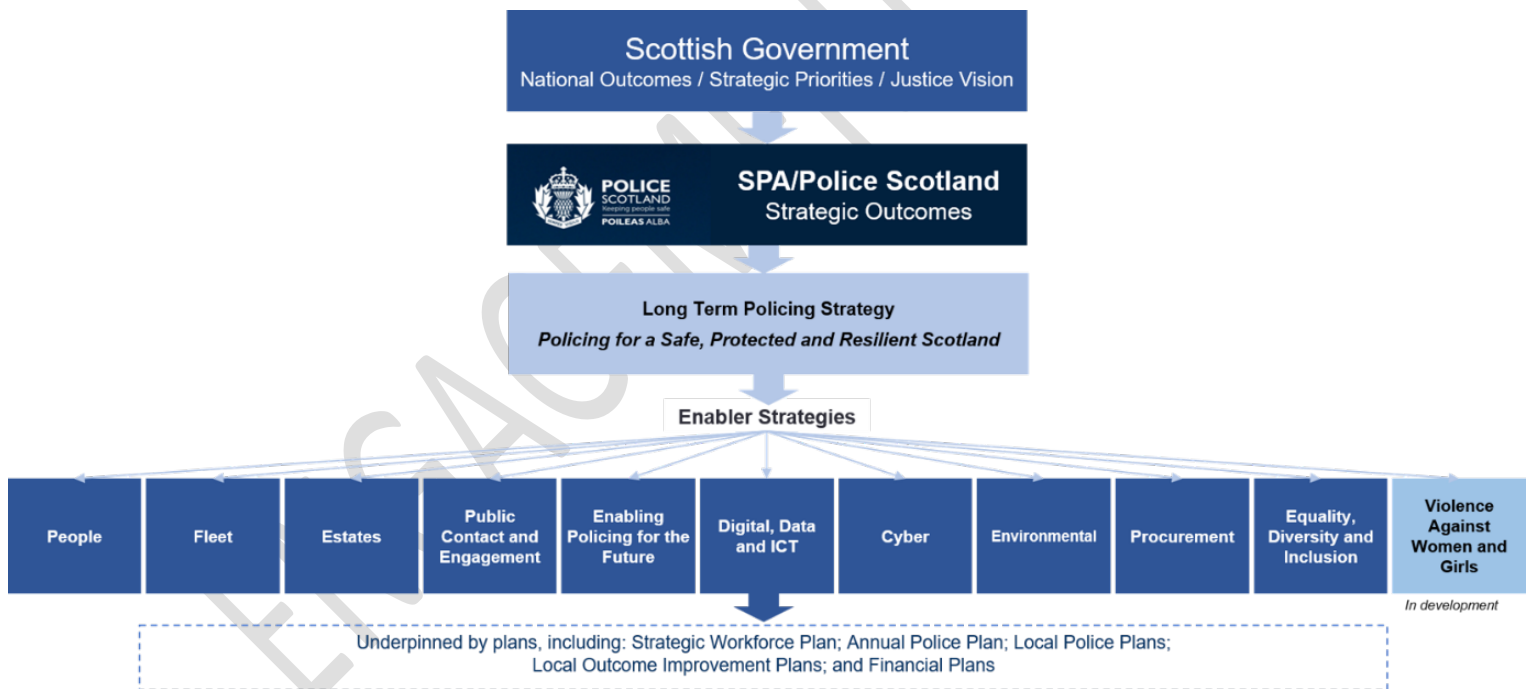 Scottish Government
National Outcomes / Strategic Priorities / Justice Vision
POLICE
SCOTLAND
Keeping people safe
POILEAS ALBA
SPA/Police Scotland
Strategic Outcomes
Long Term Policing Strategy
Policing for a Safe, Protected and Resilient Scotland
Enabler Strategies
People
Fleet
Estates
Public
Contact and
Engagement
Enabling
Policing for the
Future
Digital, Data
and ICT
Cyber
Environmental
Procurement
Equality,
Diversity and
Inclusion
Violence
Against
Women and
Girls
In development
Underpinned by plans, including: Strategic Workforce Plan; Annual Police Plan; Local Police Plans;
Local Outcome Improvement Plans; and Financial Plans